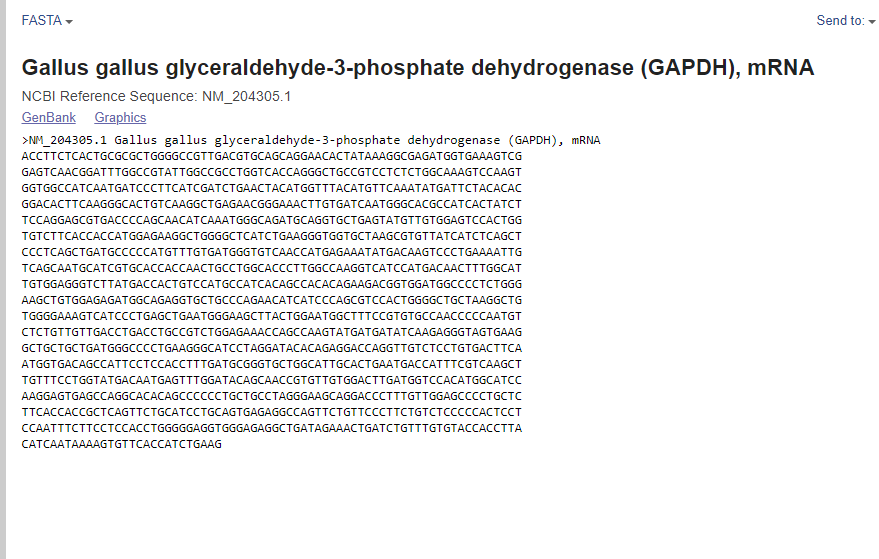 FASTA
Send to:
Gallus gallus glyceraldehyde-3-phosphate dehydrogenase (GAPDH), mRNA
NCBI Reference Sequence: NM_204305.1
GenBank Graphics
>NM_204305.1 Gallus gallus glyceraldehyde-3-phosphate dehydrogenase (GAPDH), mRNA
ACCTTCTCACTGCGCGCTGGGGCCGTTGACGTGCAGCAGGAACACTATAAAGGCGAGATGGTGAAAGTCG
GAGTCAACGGATTTGGCCGTATTGGCCGCCTGGTCACCAGGGCTGCCGTCCTCTCTGGCAAAGTCCAAGT
GGTGGCCATCAATGATCCCTTCATCGATCTGAACTACATGGTTTACATGTTCAAATATGATTCTACACAC
GGACACTTCAAGGGCACTGTCAAGGCTGAGAACGGGAAACTTGTGATCAATGGGCACGCCATCACTATCT
TCCAGGAGCGTGACCCCAGCAACATCAAATGGGCAGATGCAGGTGCTGAGTATGTTGTGGAGTCCACTGG
TGTCTTCACCACCATGGAGAAGGCTGGGGCTCATCTGAAGGGTGGTGCTAAGCGTGTTATCATCTCAGCT
CCCTCAGCTGATGCCCCCATGTTTGTGATGGGTGTCAACCATGAGAAATATGACAAGTCCCTGAAAATTG
TCAGCAATGCATCGTGCACCACCAACTGCCTGGCACCCTTGGCCAAGGTCATCCATGACAACTTTGGCAT
TGTGGAGGGTCTTATGACCACTGTCCATGCCATCACAGCCACACAGAAGACGGTGGATGGCCCCTCTGGG
AAGCTGTGGAGAGATGGCAGAGGTGCTGCCCAGAACATCATCCCAGCGTCCACTGGGGCTGCTAAGGCTG
TGGGGAAAGTCATCCCTGAGCTGAATGGGAAGCTTACTGGAATGGCTTTCCGTGTGCCAACCCCCAATGT
CTCTGTTGTTGACCTGACCTGCCGTCTGGAGAAACCAGCCAAGTATGATGATATCAAGAGGGTAGTGAAG
GCTGCTGCTGATGGGCCCCTGAAGGGCATCCTAGGATACACAGAGGACCAGGTTGTCTCCTGTGACTTCA
ATGGTGACAGCCATTCCTCCACCTTTGATGCGGGTGCTGGCATTGCACTGAATGACCATTTCGTCAAGCT
TGTTTCCTGGTATGACAATGAGTTTGGATACAGCAACCGTGTTGTGGACTTGATGGTCCACATGGCATCC
AAGGAGTGAGCCAGGCACACAGCCCCCCTGCTGCCTAGGGAAGCAGGACCCTTTGTTGGAGCCCCTGCTC
TTCACCACCGCTCAGTTCTGCATCCTGCAGTGAGAGGCCAGTTCTGTTCCCTTCTGTCTCCCCCACTCCT
CCAATTTCTTCCTCCACCTGGGGGAGGTGGGAGAGGCTGATAGAAACTGATCTGTTTGTGTACCACCTTA
CATCAATAAAAGTGTTCACCATCTGAAG